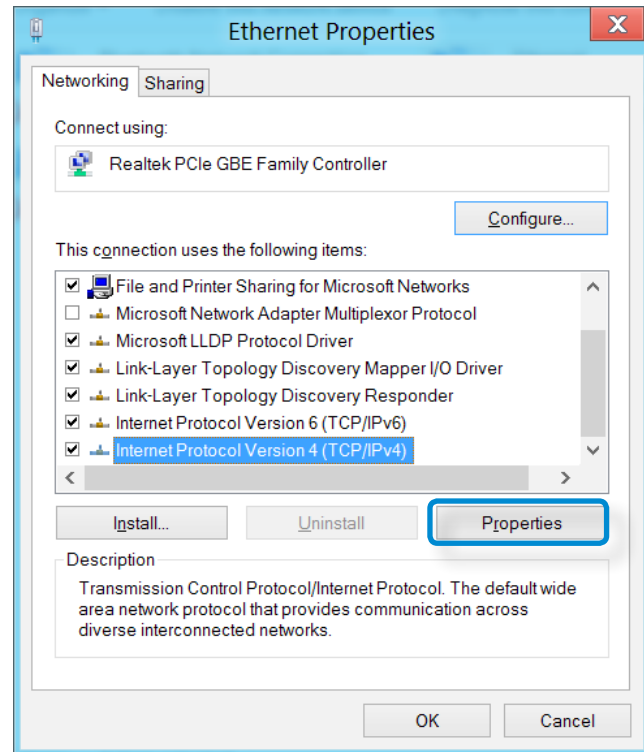 Ethernet Properties
X
Networking
Sharing
Connect using:
Realtek PCIe GBE Family Controller
Configure...
This connection uses the following items:
File and Printer Sharing for Microsoft Networks
Microsoft Network Adapter Multiplexor Protocol
Microsoft LLDP Protocol Driver
Link-Layer Topology Discovery Mapper I/O Driver
Link-Layer Topology Discovery Responder
Internet Protocol Version 6 (TCP/IPv6)
Internet Protocol Version 4 (TCP/IPv4)
Install...
Uninstall
Properties
Description
Transmission Control Protocol/Internet Protocol. The default wide
area network protocol that provides communication across
diverse interconnected networks.
OK
Cancel